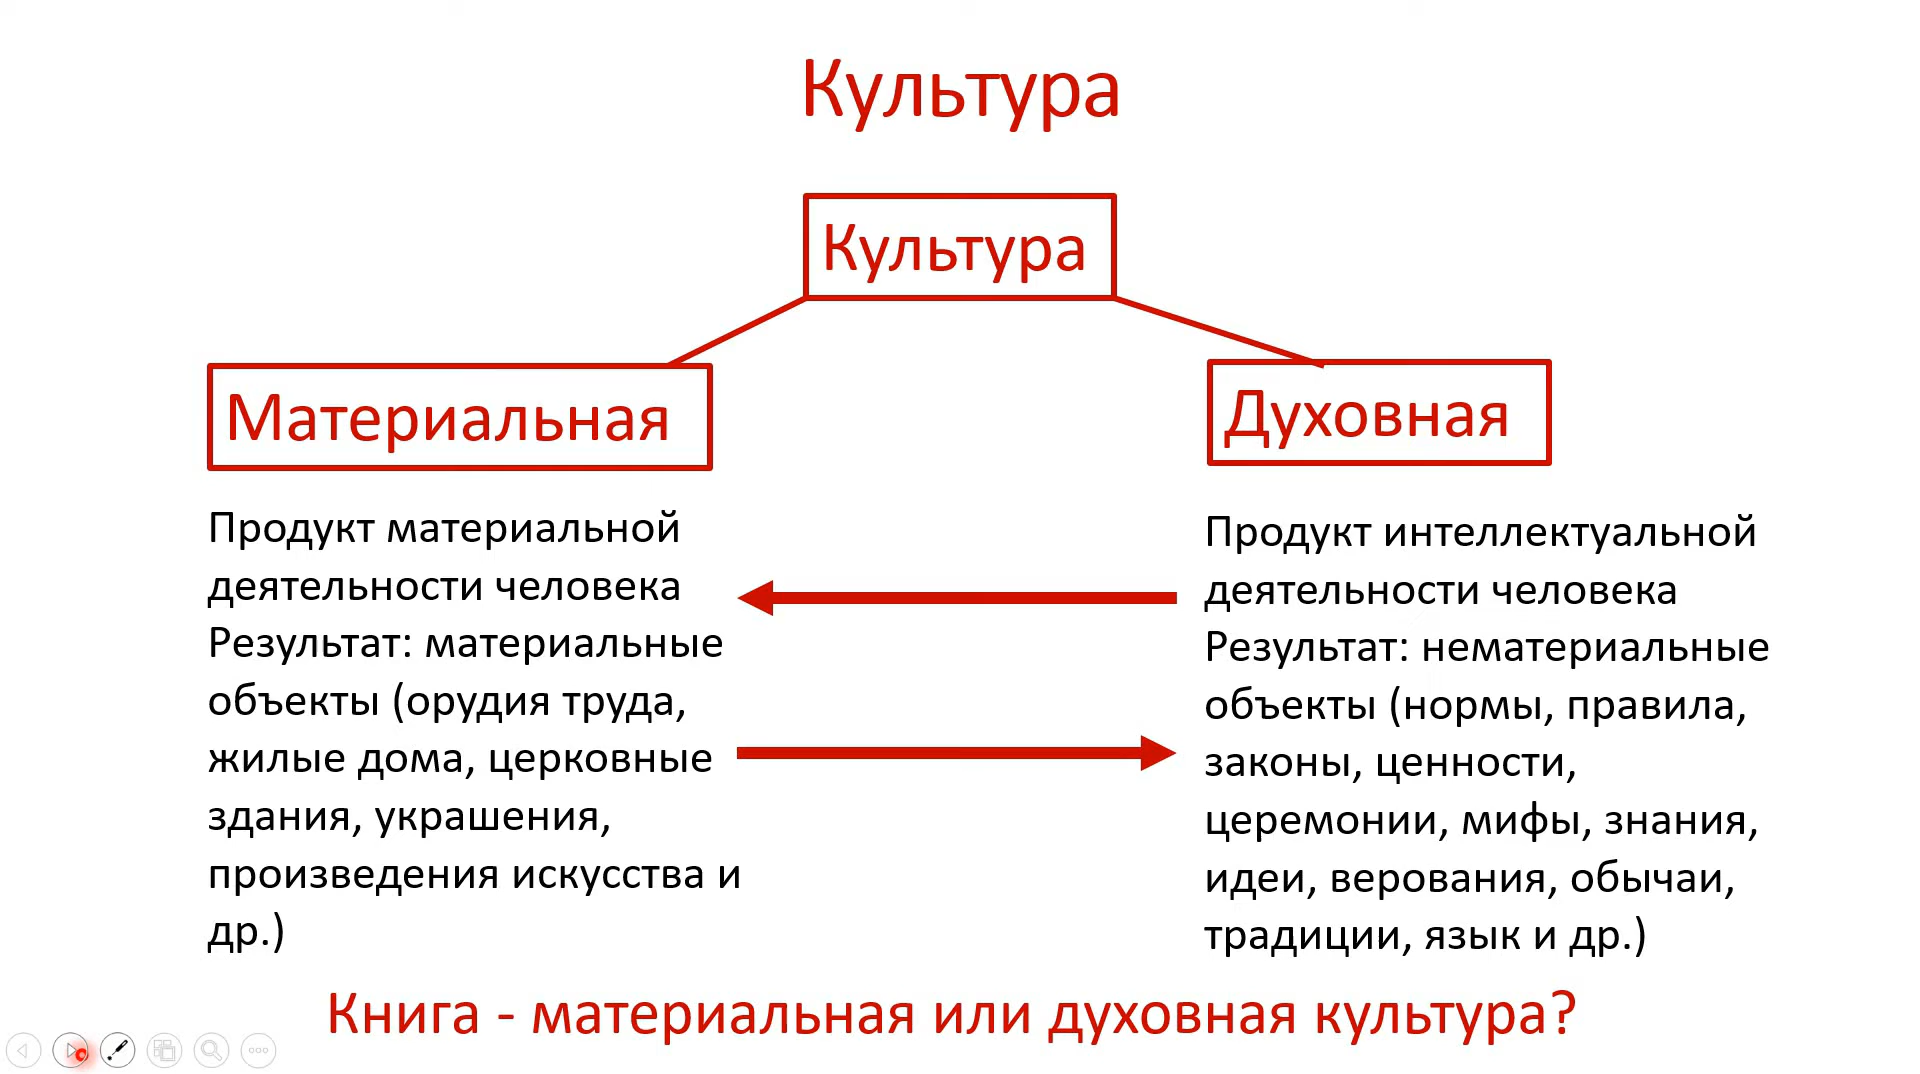 Культура
Культура
Материальная
Духовная
Продукт материальной
деятельности человека
Результат: материальные
объекты (орудия труда,
жилые дома, церковные
здания, украшения,
произведения искусства и
др.)
Продукт интеллектуальной
деятельности человека
Результат: нематериальные
объекты (нормы, правила,
законы, ценности,
церемонии, мифы, знания,
идеи, верования, обычаи,
традиции, язык и др.)
Книга - материальная или духовная культура?